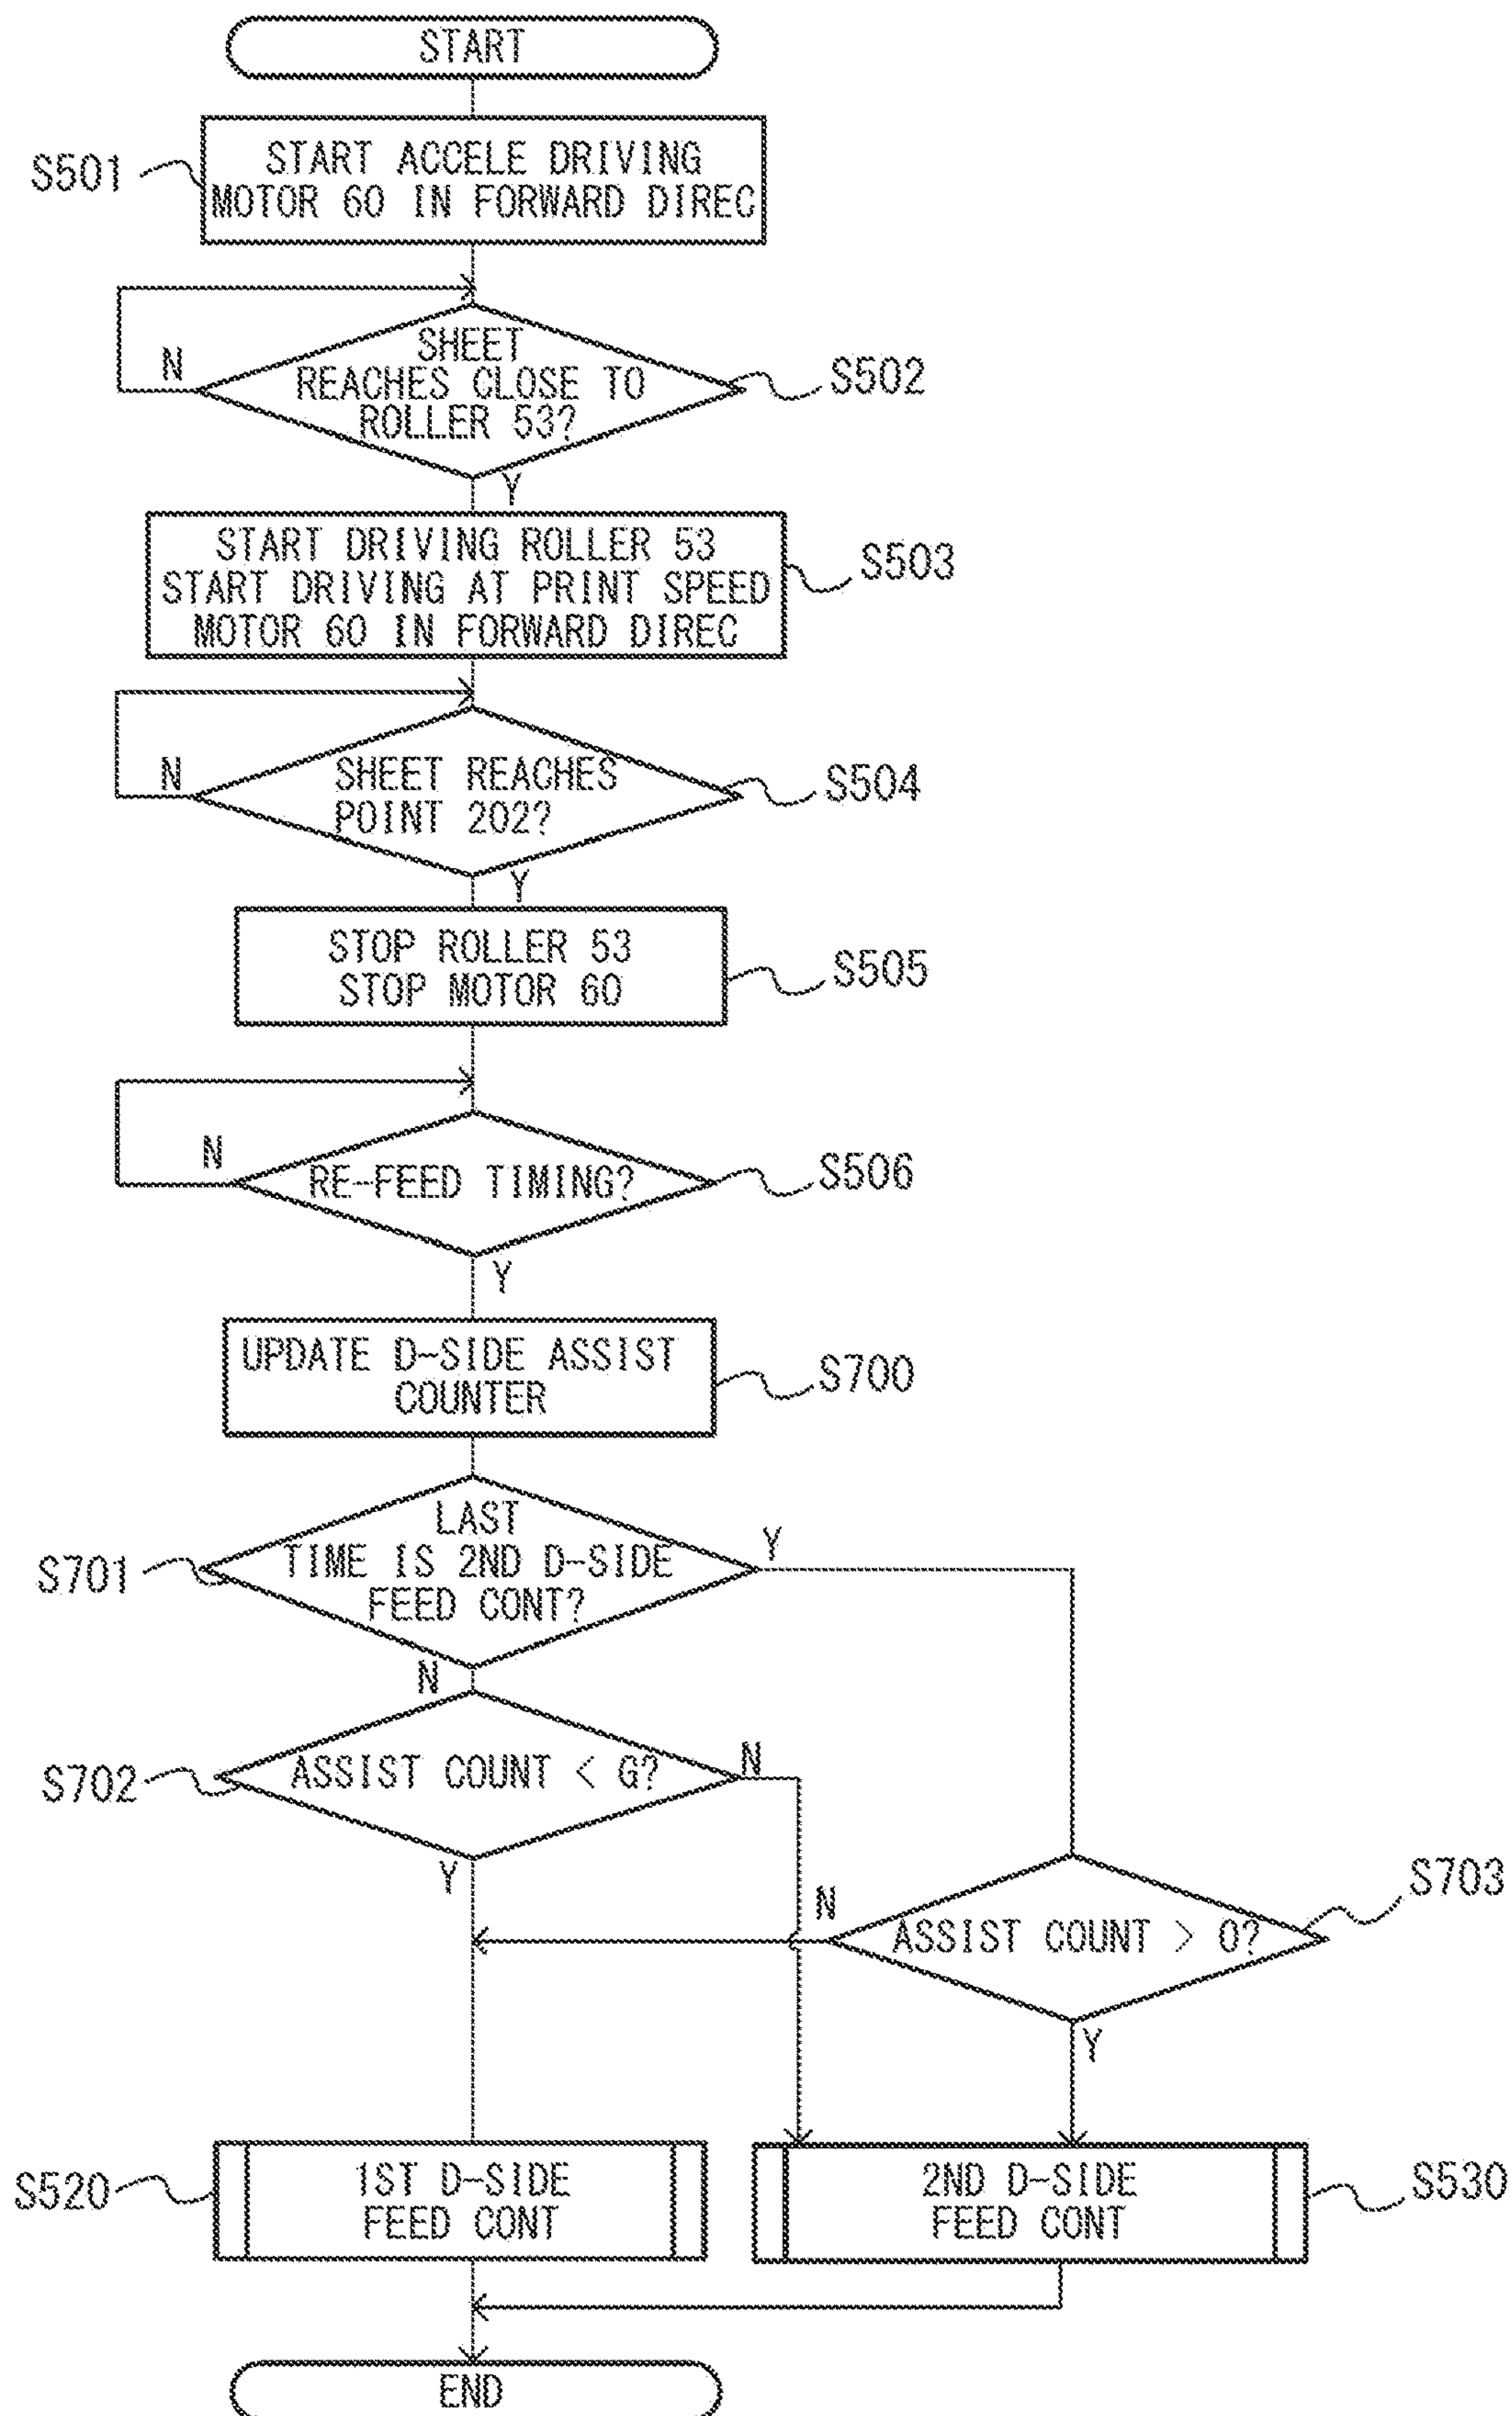 START
S501
START ACCELE DRIVING
MOTOR 60 IN FORWARD DIREC
SHEET
REACHES CLOSE TO
ROLLER 53?
N
S502
Y
START DRIVING ROLLER 53
START DRIVING AT PRINT SPEED
MOTOR 60 IN FORWARD DIREC
S503
N
SHEET REACHES
POINT 202?
S504
Y
STOP ROLLER 53
STOP MOTOR 60
S505
N
RE-FEED TIMING?
S506
Y
UPDATE D-SIDE ASSIST
COUNTER
S700
S701
LAST
TIME IS 2ND D-SIDE
FEED CONT?
Y
N
S702
ASSIST COUNT < G?
N
Y
N
ASSIST COUNT > 0?
S703
Y
S520
1ST D-SIDE
FEED CONT
2ND D-SIDE
FEED CONT
S530
END